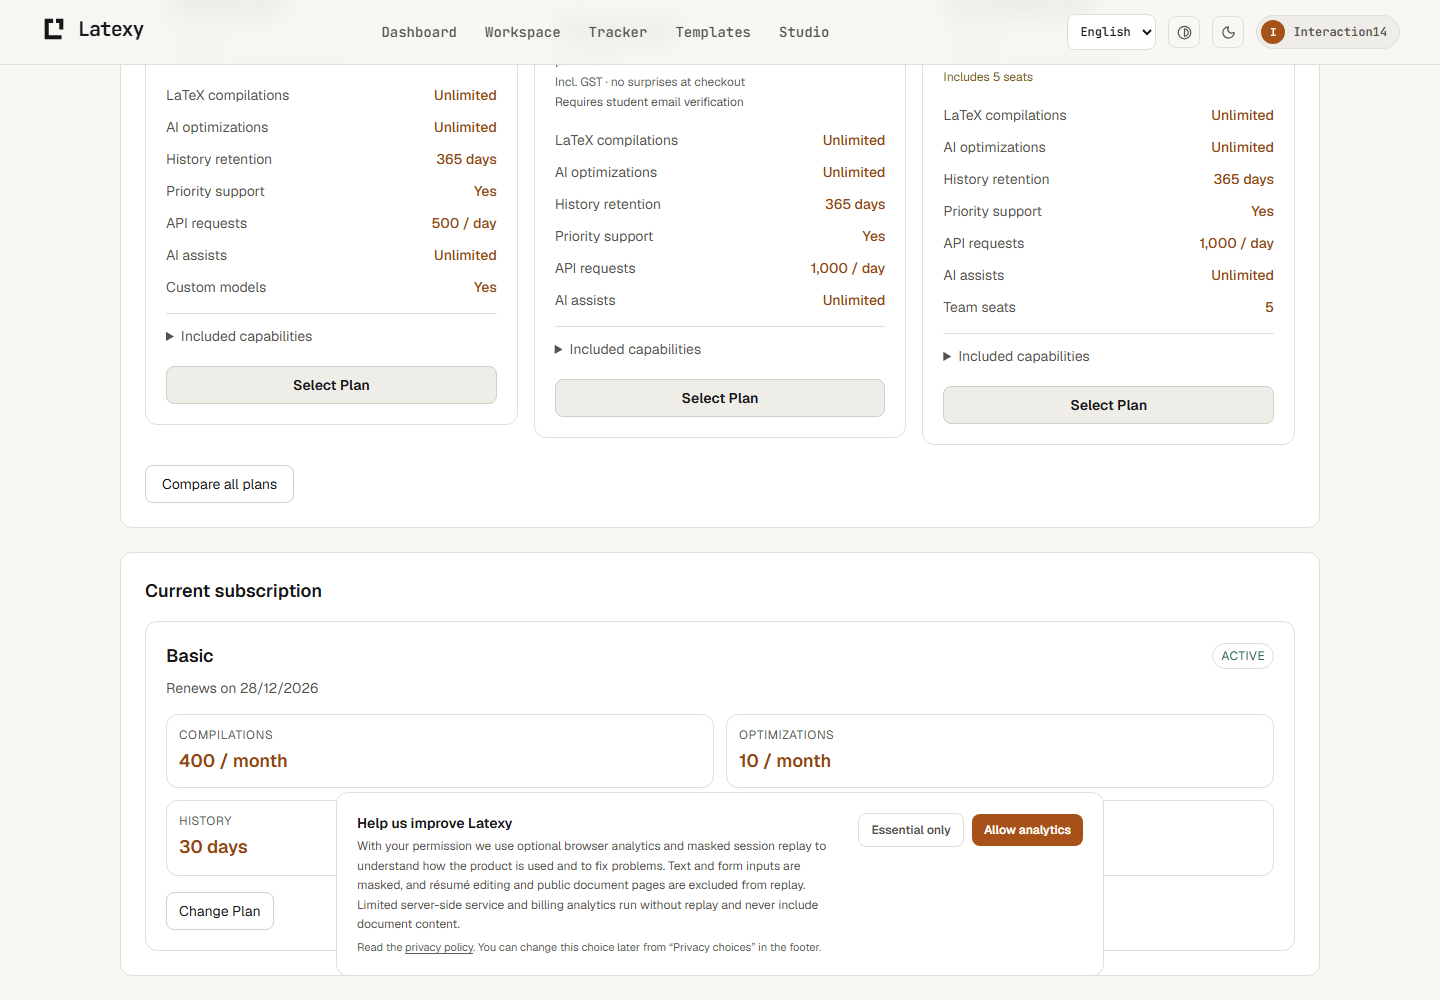 Latexy
Dashboard
Workspace
Tracker
Templates
Studio
English
I
Interaction14
LaTeX compilations Unlimited
AI optimizations Unlimited
History retention 365 days
Priority support Yes
API requests 500 / day
AI assists Unlimited
Custom models Yes
Included capabilities
Select Plan
Incl. GST · no surprises at checkout
Requires student email verification
LaTeX compilations Unlimited
AI optimizations Unlimited
History retention 365 days
Priority support Yes
API requests 1,000 / day
AI assists Unlimited
Included capabilities
Select Plan
Includes 5 seats
LaTeX compilations Unlimited
AI optimizations Unlimited
History retention 365 days
Priority support Yes
API requests 1,000 / day
AI assists Unlimited
Team seats 5
Included capabilities
Select Plan
Compare all plans
Current subscription
Basic
ACTIVE
Renews on 28/12/2026
COMPILATIONS
400 / month
OPTIMIZATIONS
10 / month
HISTORY
30 days
Change Plan
Help us improve Latexy
With your permission we use optional browser analytics and masked session replay to
understand how the product is used and to fix problems. Text and form inputs are
masked, and résumé editing and public document pages are excluded from replay.
Limited server-side service and billing analytics run without replay and never include
document content.
Read the privacy policy. You can change this choice later from “Privacy choices” in the footer.
Essential only
Allow analytics